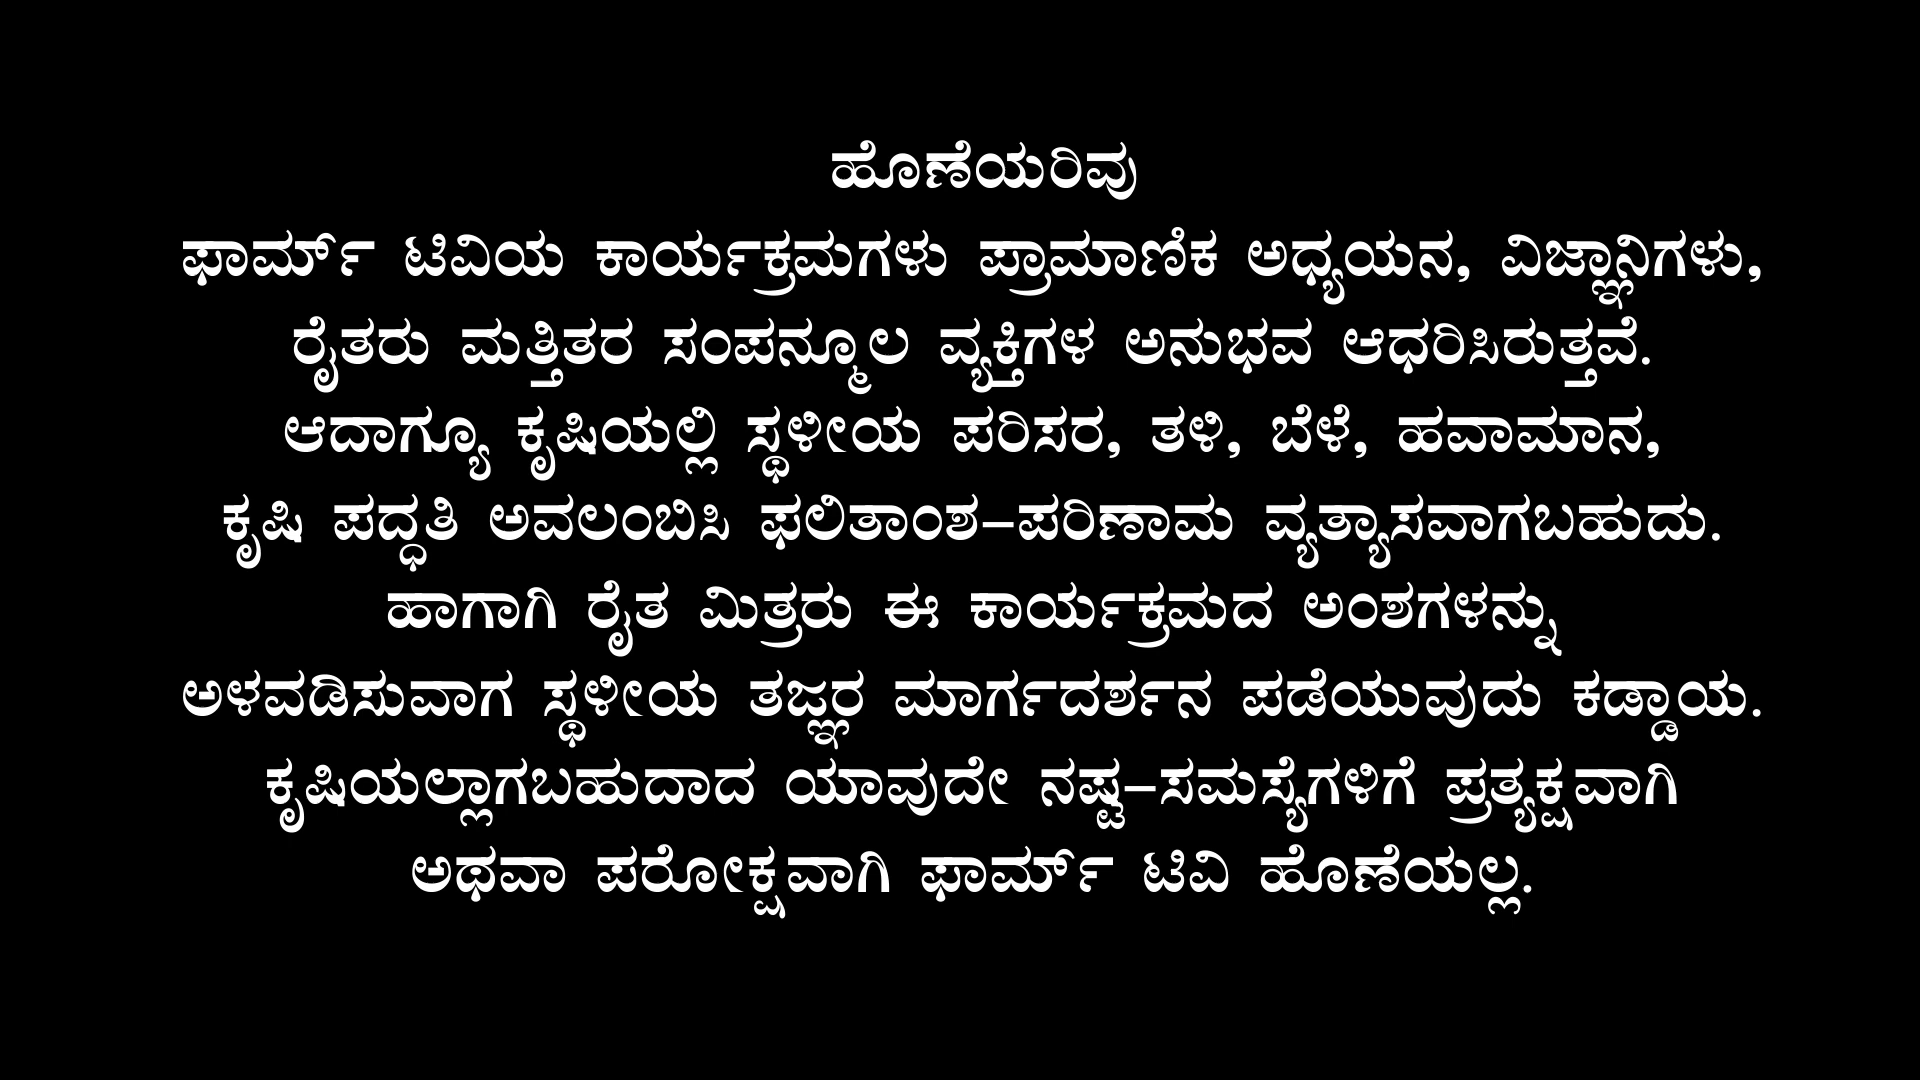 ಹೊಣೆಯರಿವು
ಫಾರ್ಮ್ ಟಿವಿಯ ಕಾರ್ಯಕ್ರಮಗಳು ಪ್ರಾಮಾಣಿಕ ಅಧ್ಯಯನ, ವಿಜ್ಞಾನಿಗಳು,
ರೈತರು ಮತ್ತಿತರ ಸಂಪನ್ಮೂಲ ವ್ಯಕ್ತಿಗಳ ಅನುಭವ ಆಧರಿಸಿರುತ್ತವೆ.
ಆದಾಗ್ಯೂ ಕೃಷಿಯಲ್ಲಿ ಸ್ಥಳೀಯ ಪರಿಸರ, ತಳಿ, ಬೆಳೆ, ಹವಾಮಾನ,
ಕೃಷಿ ಪದ್ಧತಿ ಅವಲಂಬಿಸಿ ಫಲಿತಾಂಶ–ಪರಿಣಾಮ ವ್ಯತ್ಯಾಸವಾಗಬಹುದು.
ಹಾಗಾಗಿ ರೈತ ಮಿತ್ರರು ಈ ಕಾರ್ಯಕ್ರಮದ ಅಂಶಗಳನ್ನು
ಅಳವಡಿಸುವಾಗ ಸ್ಥಳೀಯ ತಜ್ಞರ ಮಾರ್ಗದರ್ಶನ ಪಡೆಯುವುದು ಕಡ್ಡಾಯ.
ಕೃಷಿಯಲ್ಲಾಗಬಹುದಾದ ಯಾವುದೇ ನಷ್ಟ–ಸಮಸ್ಯೆಗಳಿಗೆ ಪ್ರತ್ಯಕ್ಷವಾಗಿ
ಅಥವಾ ಪರೋಕ್ಷವಾಗಿ ಫಾರ್ಮ್ ಟಿವಿ ಹೊಣೆಯಲ್ಲ.